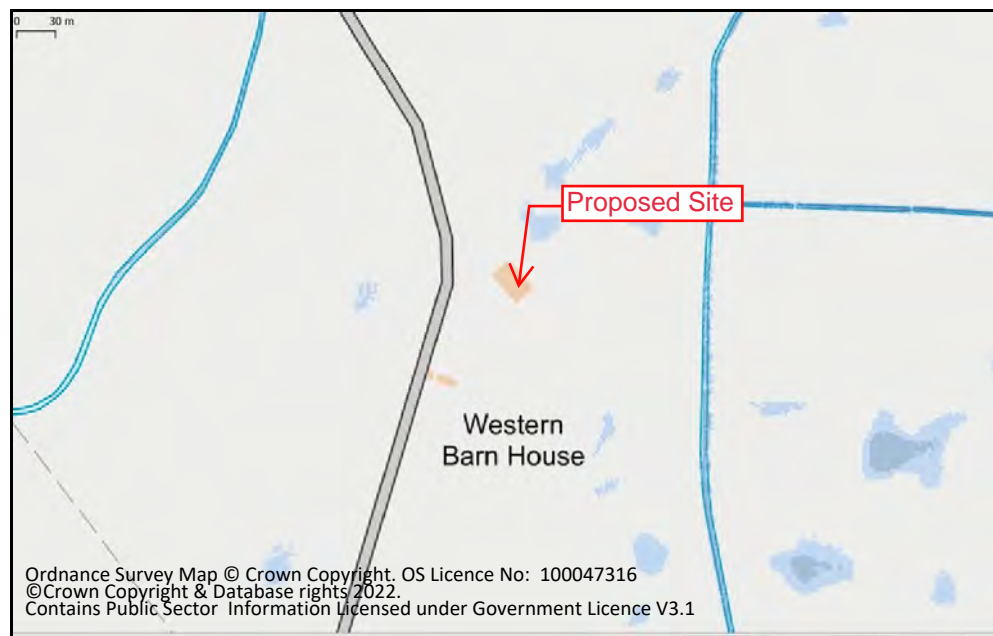 0 30 m
Proposed Site
Western
Barn House
Ordnance Survey Map © Crown Copyright. OS Licence No: 100047316
©Crown Copyright & Database rights 2022.
Contains Public Sector Information Licensed under Government Licence V3.1